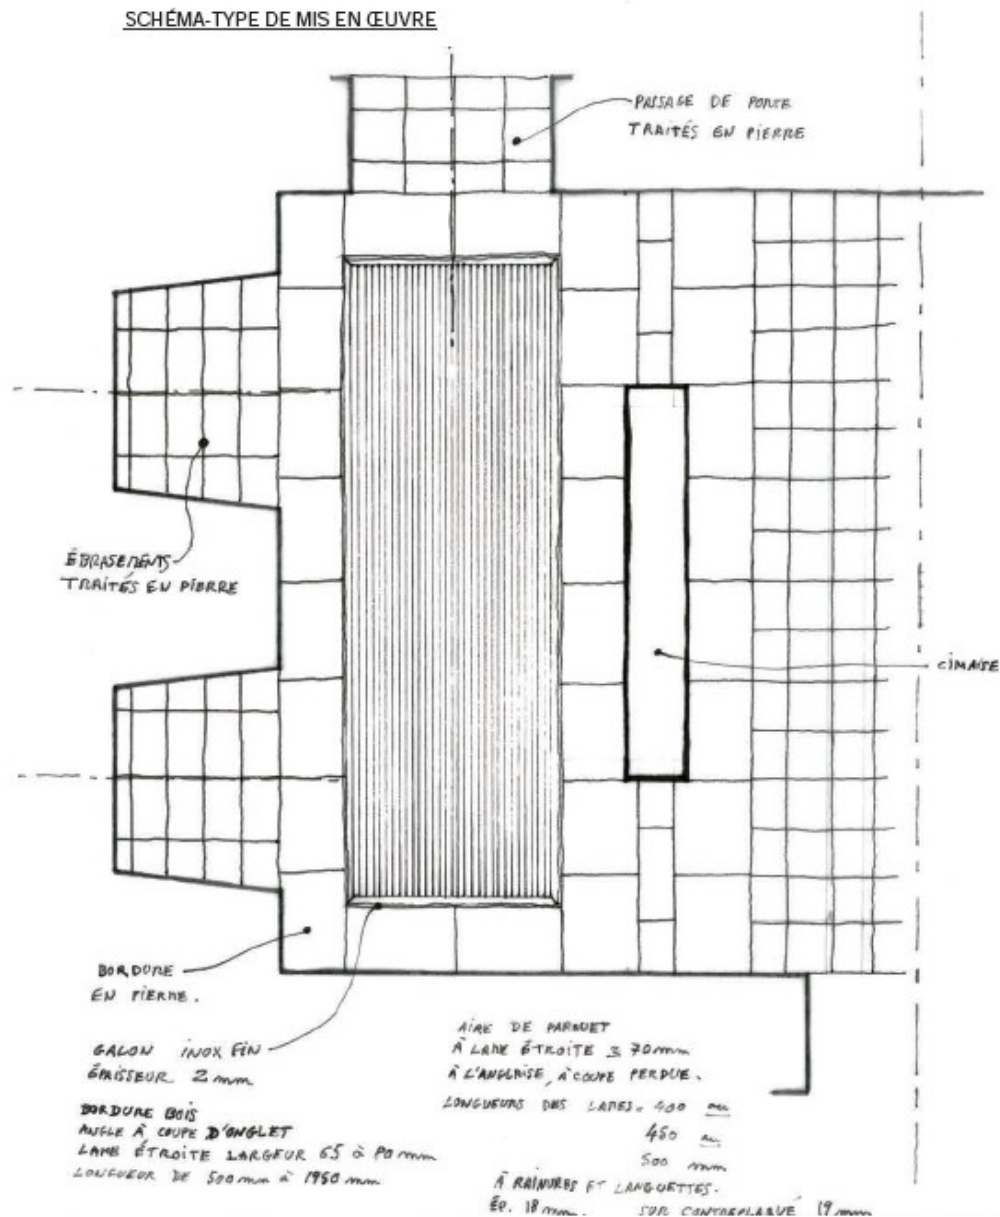 SCHÉMA-TYPE DE MIS EN ŒUVRE
PASSAGE DE PORTE
TRAITÉS EN PIERRE
ÉBRASEMENTS
TRAITÉS EN PIERRE
CIMAISE
BORDURE
EN PIERRE.
GALON INOX FIN
ÉPAISSEUR 2 mm
BORDURE BOIS
ANGLE À COUPE D'ONGLET
LAME ÉTROITE LARGEUR 65 à 80 mm
LONGUEUR DE 500 mm à 1950 mm
AIRE DE PARQUET
À LAME ÉTROITE 70 mm
À L'ANGLAISE, À COUPE PERDUE.
LONGUEURS DES LAMES. 400
450
500 mm
À RAINURES ET LANGUETTES.
ÉP. 18 mm. SUR CONTREPLAQUÉ 19 mm